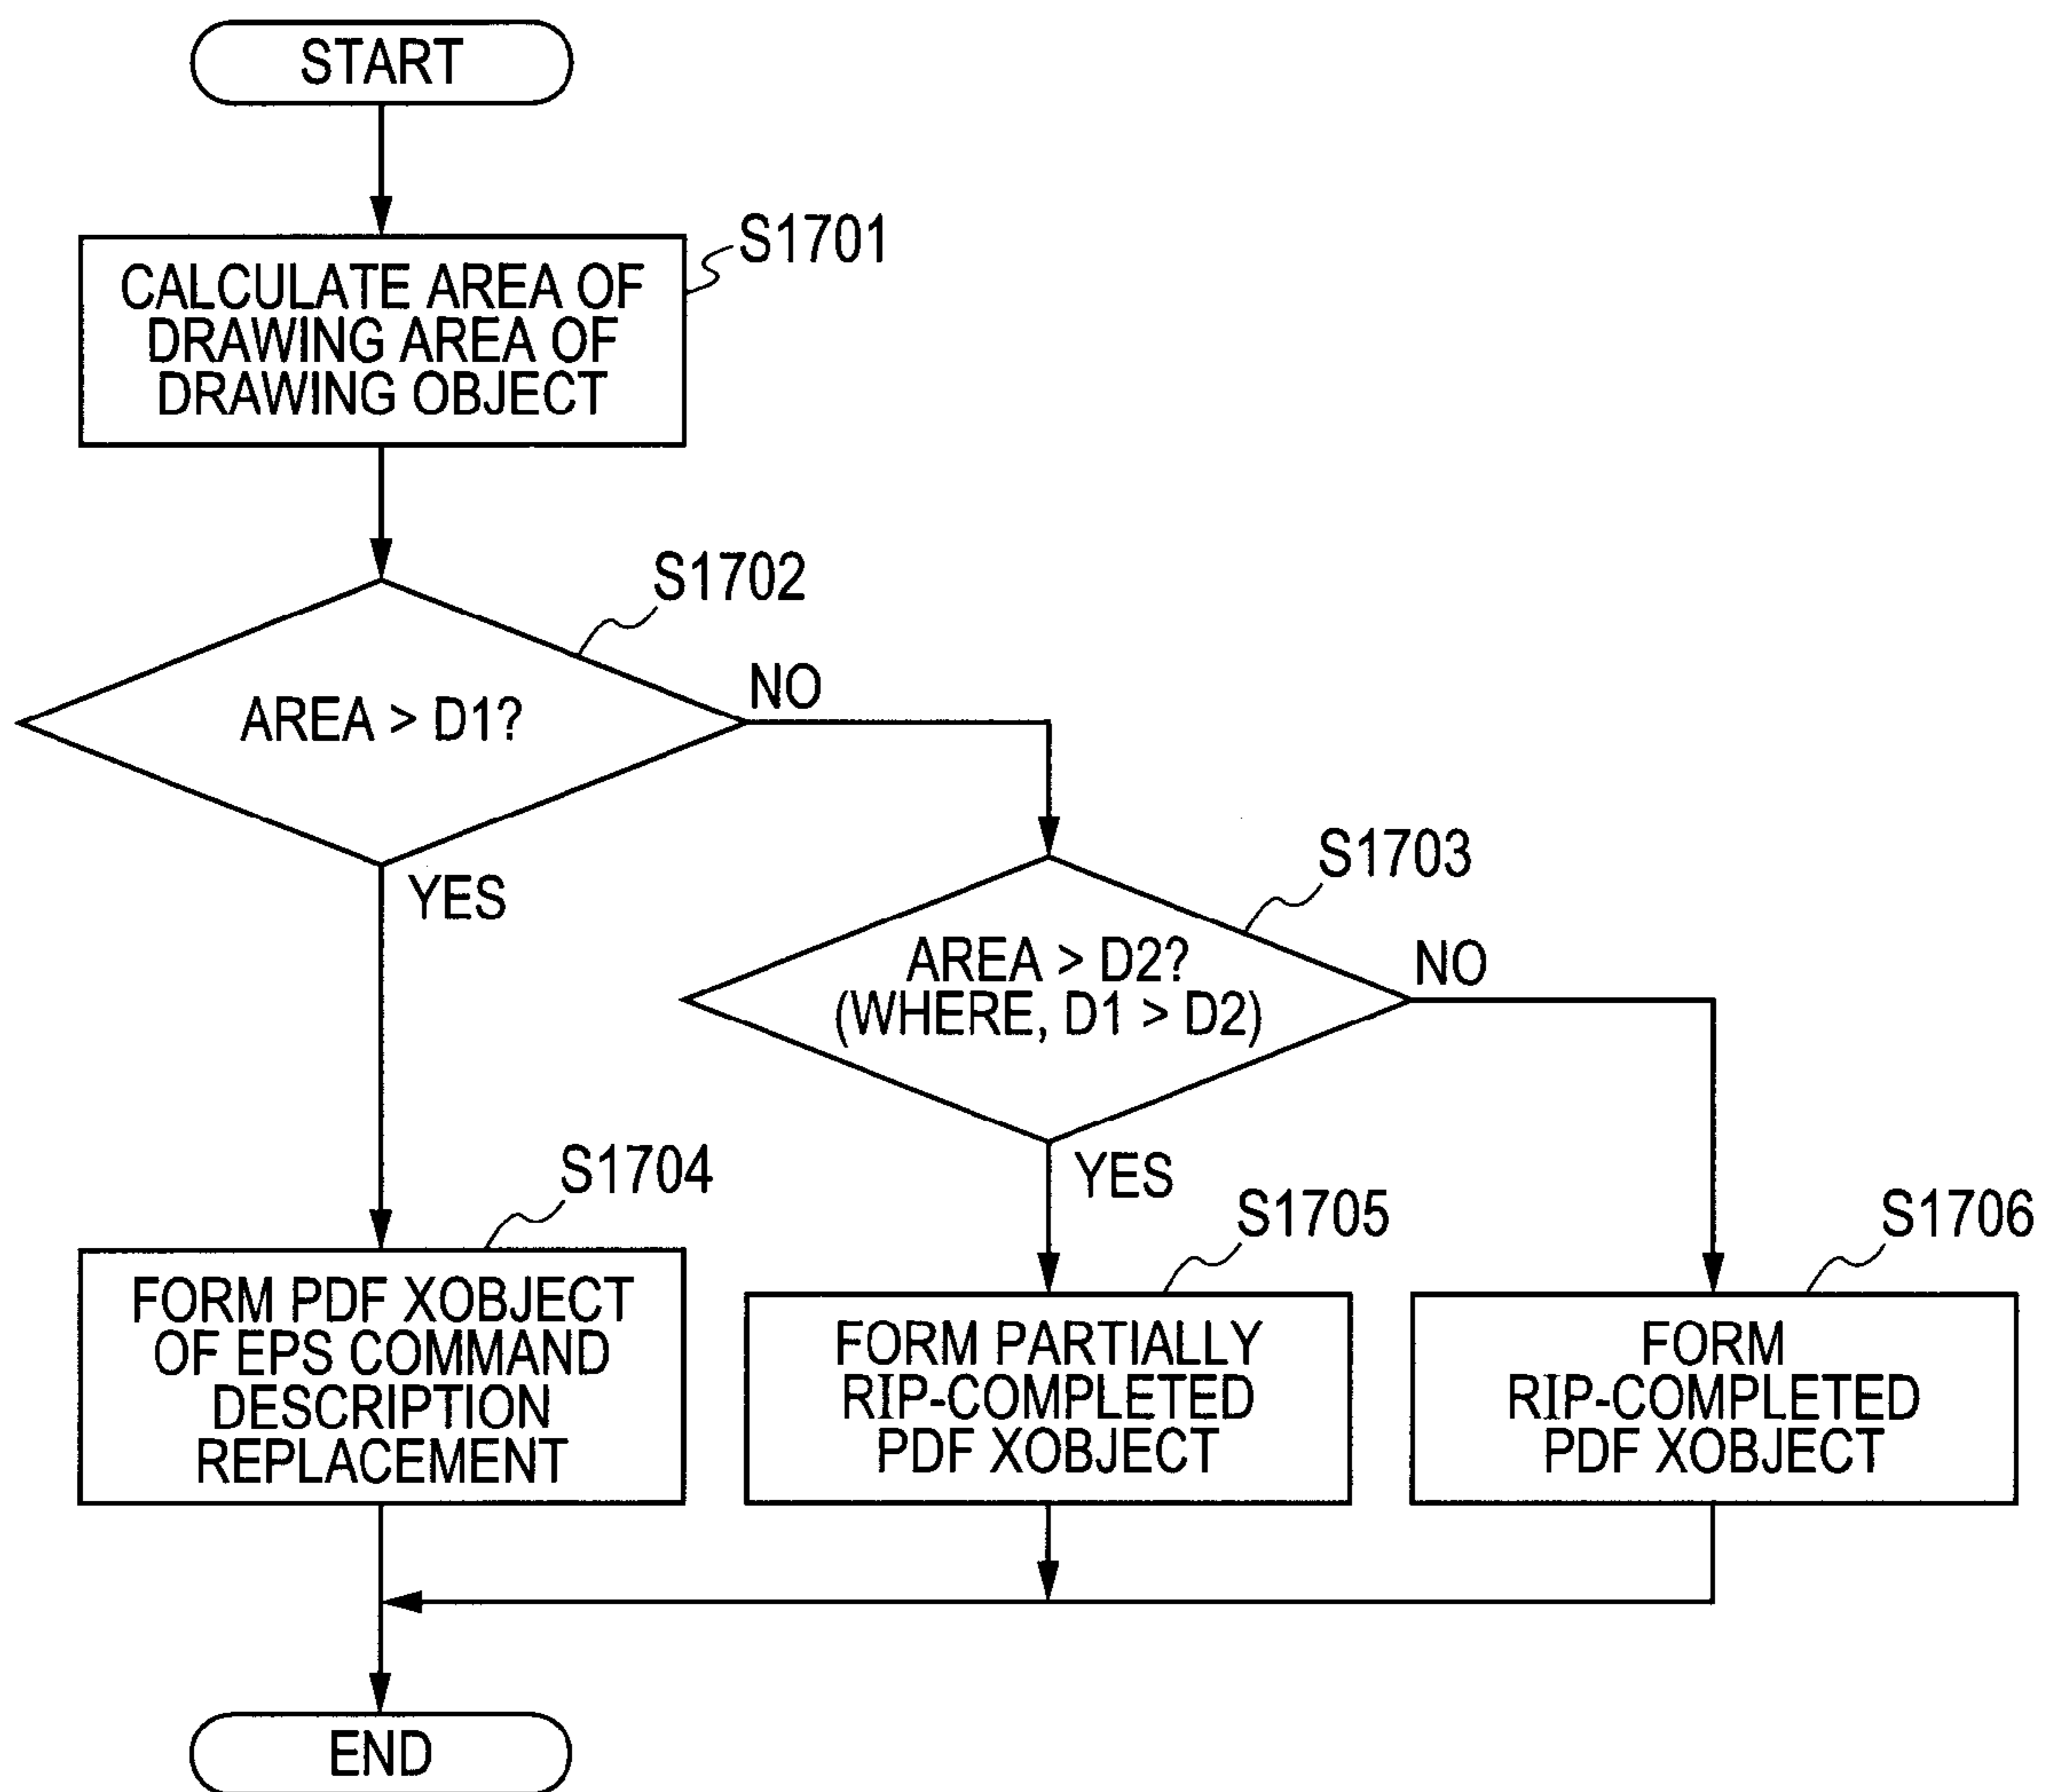 START
S1701
CALCULATE AREA OF
DRAWING AREA OF
DRAWING OBJECT
S1702
AREA > D1?
NO
YES
S1703
AREA > D2?
(WHERE, D1 > D2)
NO
YES
S1704
FORM PDF XOBJECT
OF EPS COMMAND
DESCRIPTION
REPLACEMENT
S1705
FORM PARTIALLY
RIP-COMPLETED
PDF XOBJECT
S1706
FORM
RIP-COMPLETED
PDF XOBJECT
END